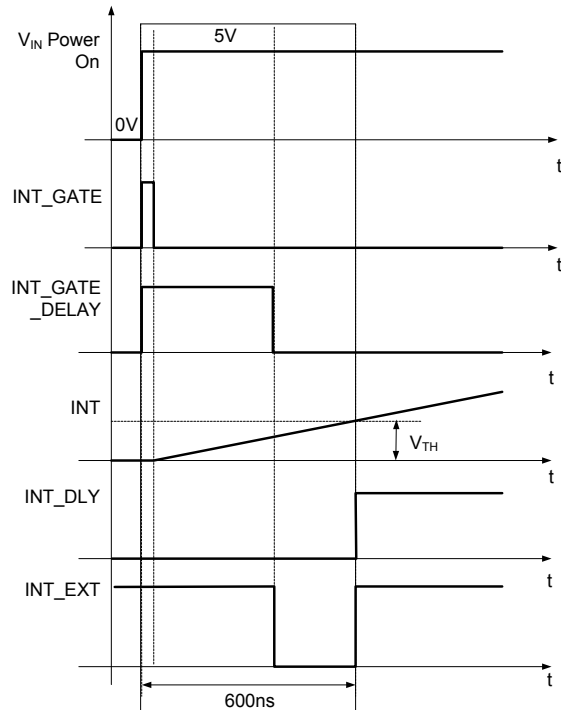 V_IN Power
On
5V
0V
t
INT_GATE
t
INT_GATE
_DELAY
t
INT
V_TH
t
INT_DLY
t
INT_EXT
t
600ns